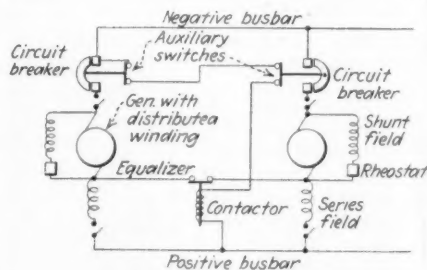 Negative busbar
Circuit
breaker
Auxiliary
switches
Circuit
breaker
Gen. with
distributed
winding
Shunt
field
Equalizer
Rheostat
Contactor
Series
field
Positive busbar